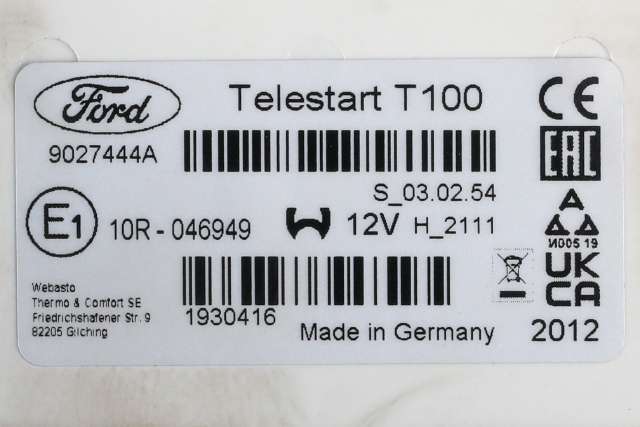 Ford
Telestart T100
9027444A
CE
EAC
S_03.02.54
E1
10R - 046949
12V
H_2111
A
И005 19
UK
CA
Webasto
Thermo & Comfort SE
Friedrichshafener Str. 9
82205 Gilching
1930416
Made in Germany
2012